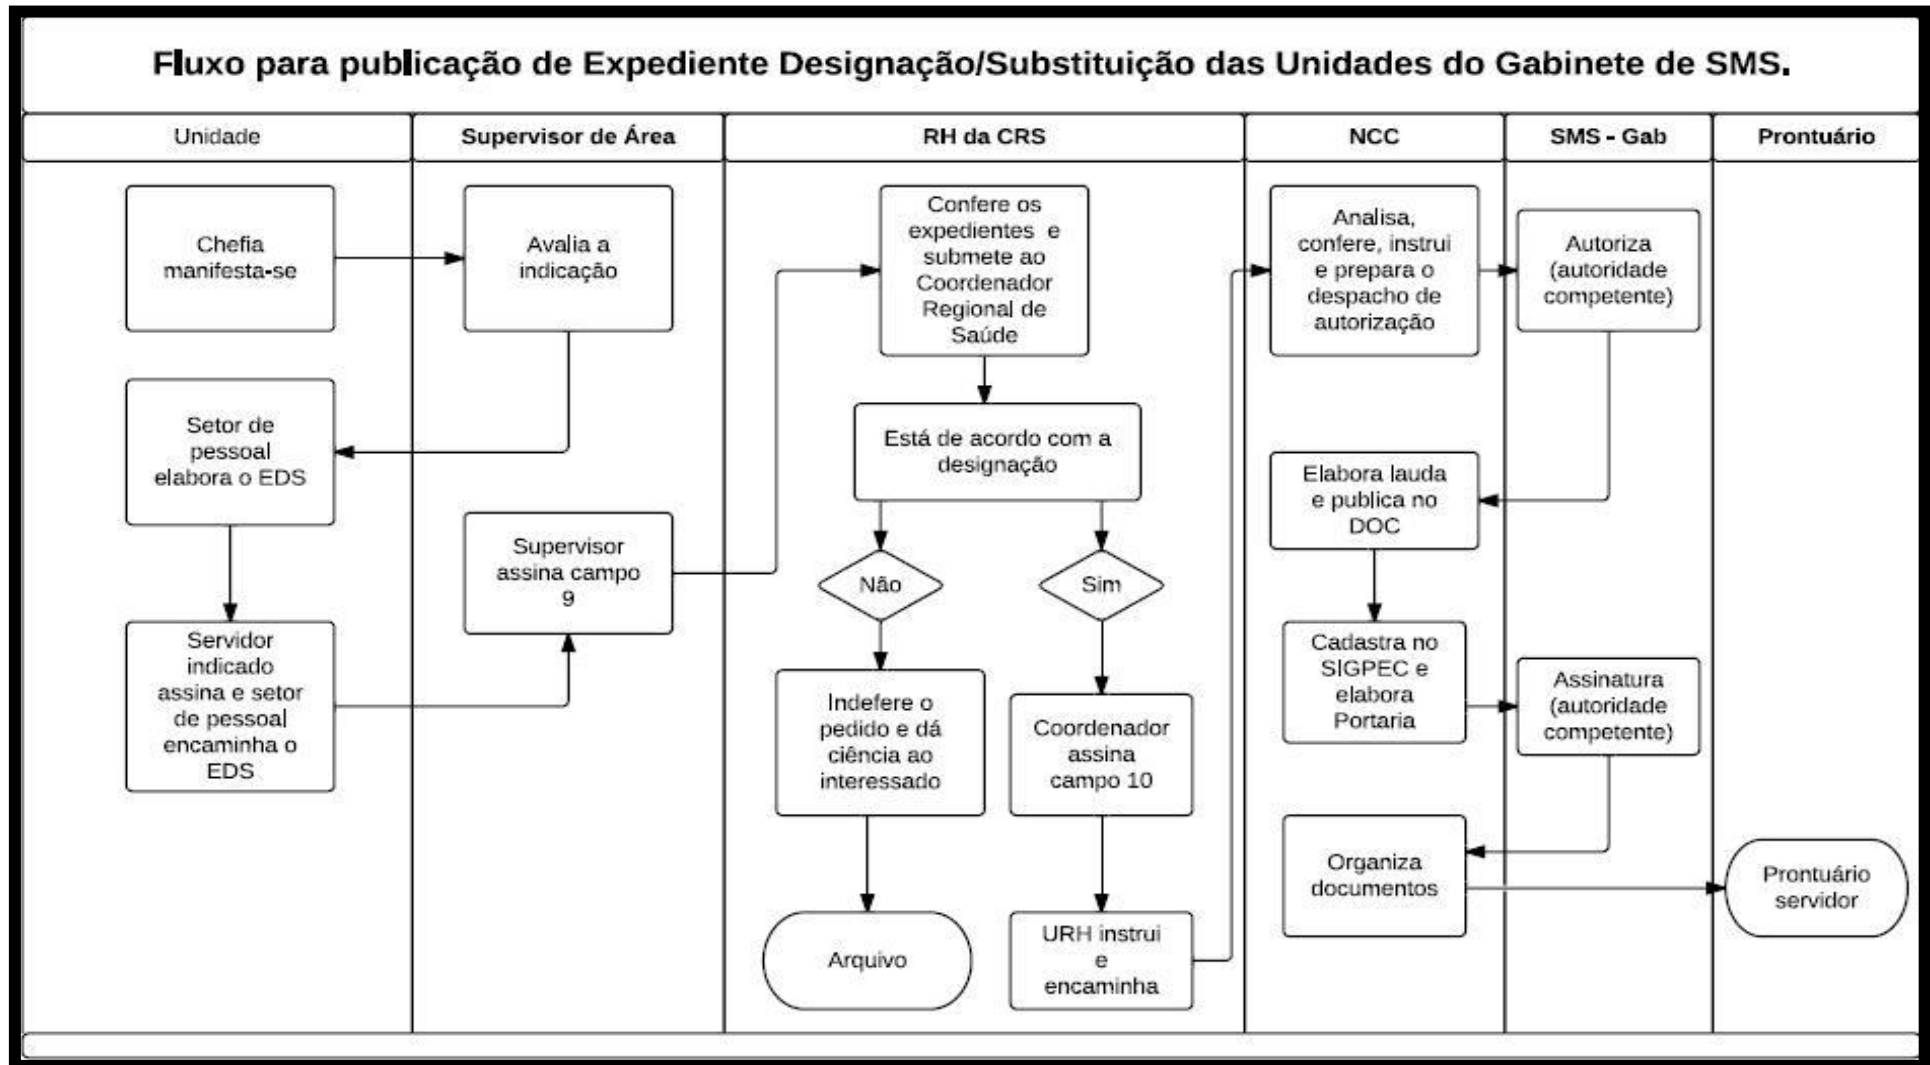 Fluxo para publicação de Expediente Designação/Substituição das Unidades do Gabinete de SMS.
Unidade
Supervisor de Área
RH da CRS
NCC
SMS - Gab
Prontuário
Chefia
manifesta-se
Avalia a
indicação
Setor de
pessoal
elabora o EDS
Servidor
indicado
assina e setor
de pessoal
encaminha o
EDS
Supervisor
assina campo
9
Confere os
expedientes e
submete ao
Coordenador
Regional de
Saúde
Está de acordo com a
designação
Não
Sim
Indefere o
pedido e dá
ciência ao
interessado
Coordenador
assina
campo 10
Arquivo
URH instrui
e
encaminha
Analisa,
confere, instrui
e prepara o
despacho de
autorização
Autoriza
(autoridade
competente)
Elabora lauda
e publica no
DOC
Cadastra no
SIGPEC e
elabora
Portaria
Assinatura
(autoridade
competente)
Organiza
documentos
Prontuário
servidor